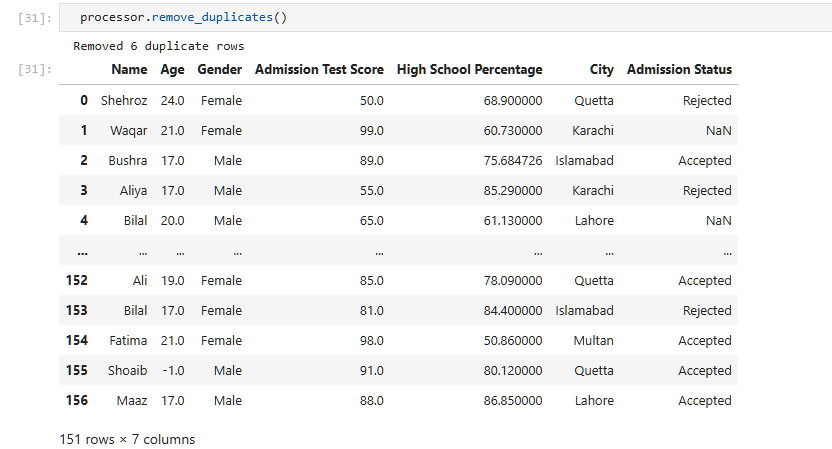 [31]: processor.remove_duplicates()
Removed 6 duplicate rows
[31]: Name Age Gender Admission Test Score High School Percentage City Admission Status
0 Shehroz 24.0 Female 50.0 68.900000 Quetta Rejected
1 Waqar 21.0 Female 99.0 60.730000 Karachi NaN
2 Bushra 17.0 Male 89.0 75.684726 Islamabad Accepted
3 Aliya 17.0 Male 55.0 85.290000 Karachi Rejected
4 Bilal 20.0 Male 65.0 61.130000 Lahore NaN
... ... ... ... ... ... ... ...
152 Ali 19.0 Female 85.0 78.090000 Quetta Accepted
153 Bilal 17.0 Female 81.0 84.400000 Islamabad Rejected
154 Fatima 21.0 Female 98.0 50.860000 Multan Accepted
155 Shoaib -1.0 Male 91.0 80.120000 Quetta Accepted
156 Maaz 17.0 Male 88.0 86.850000 Lahore Accepted
151 rows × 7 columns